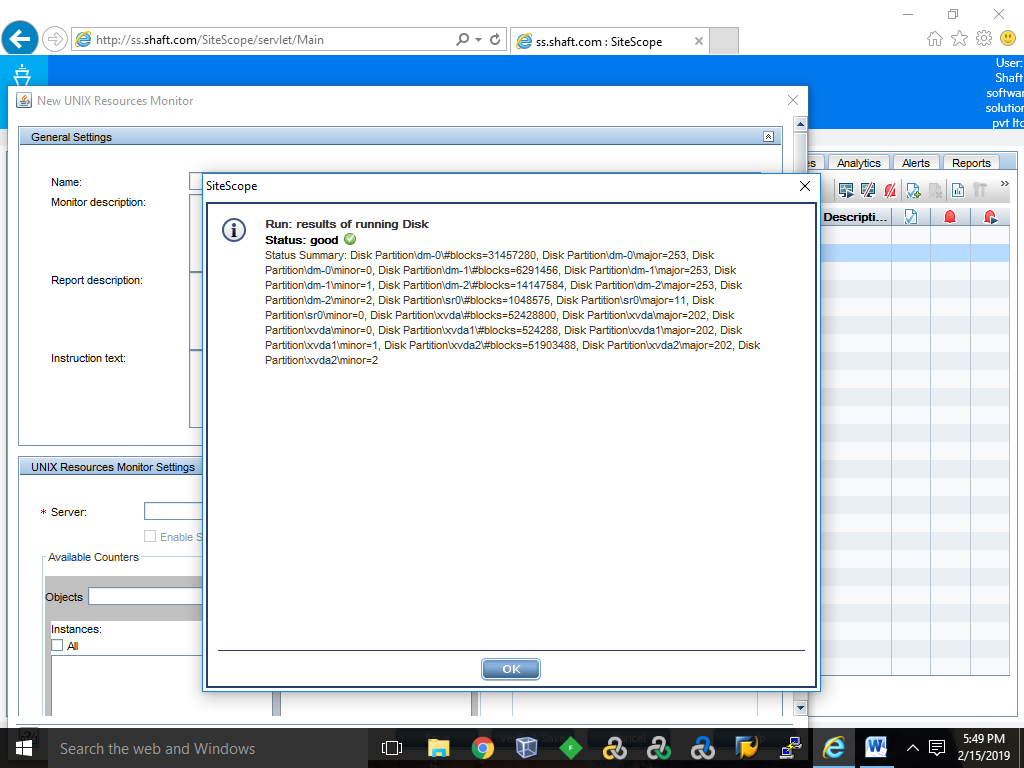 http://ss.shaft.com/SiteScope/servlet/Main
ss.shaft.com : SiteScope
User:
Shaft
softwar
solution
pvt ltd
New UNIX Resources Monitor
General Settings
Name:
Monitor description:
Report description:
Instruction text:
UNIX Resources Monitor Settings
* Server:
Enable S
Available Counters
Objects
Instances:
All
Analytics
Alerts
Reports
Descripti...
SiteScope
Run: results of running Disk
Status: good
Status Summary: Disk Partition\dm-0\#blocks=31457280, Disk Partition\dm-0\major=253, Disk
Partition\dm-0\minor=0, Disk Partition\dm-1\#blocks=6291456, Disk Partition\dm-1\major=253, Disk
Partition\dm-1\minor=1, Disk Partition\dm-2\#blocks=14147584, Disk Partition\dm-2\major=253, Disk
Partition\dm-2\minor=2, Disk Partition\sr0\#blocks=1048575, Disk Partition\sr0\major=11, Disk
Partition\sr0\minor=0, Disk Partition\xvda\#blocks=52428800, Disk Partition\xvda\major=202, Disk
Partition\xvda\minor=0, Disk Partition\xvda1\#blocks=524288, Disk Partition\xvda1\major=202, Disk
Partition\xvda1\minor=1, Disk Partition\xvda2\#blocks=51903488, Disk Partition\xvda2\major=202, Disk
Partition\xvda2\minor=2
OK
Search the web and Windows
5:49 PM
2/15/2019